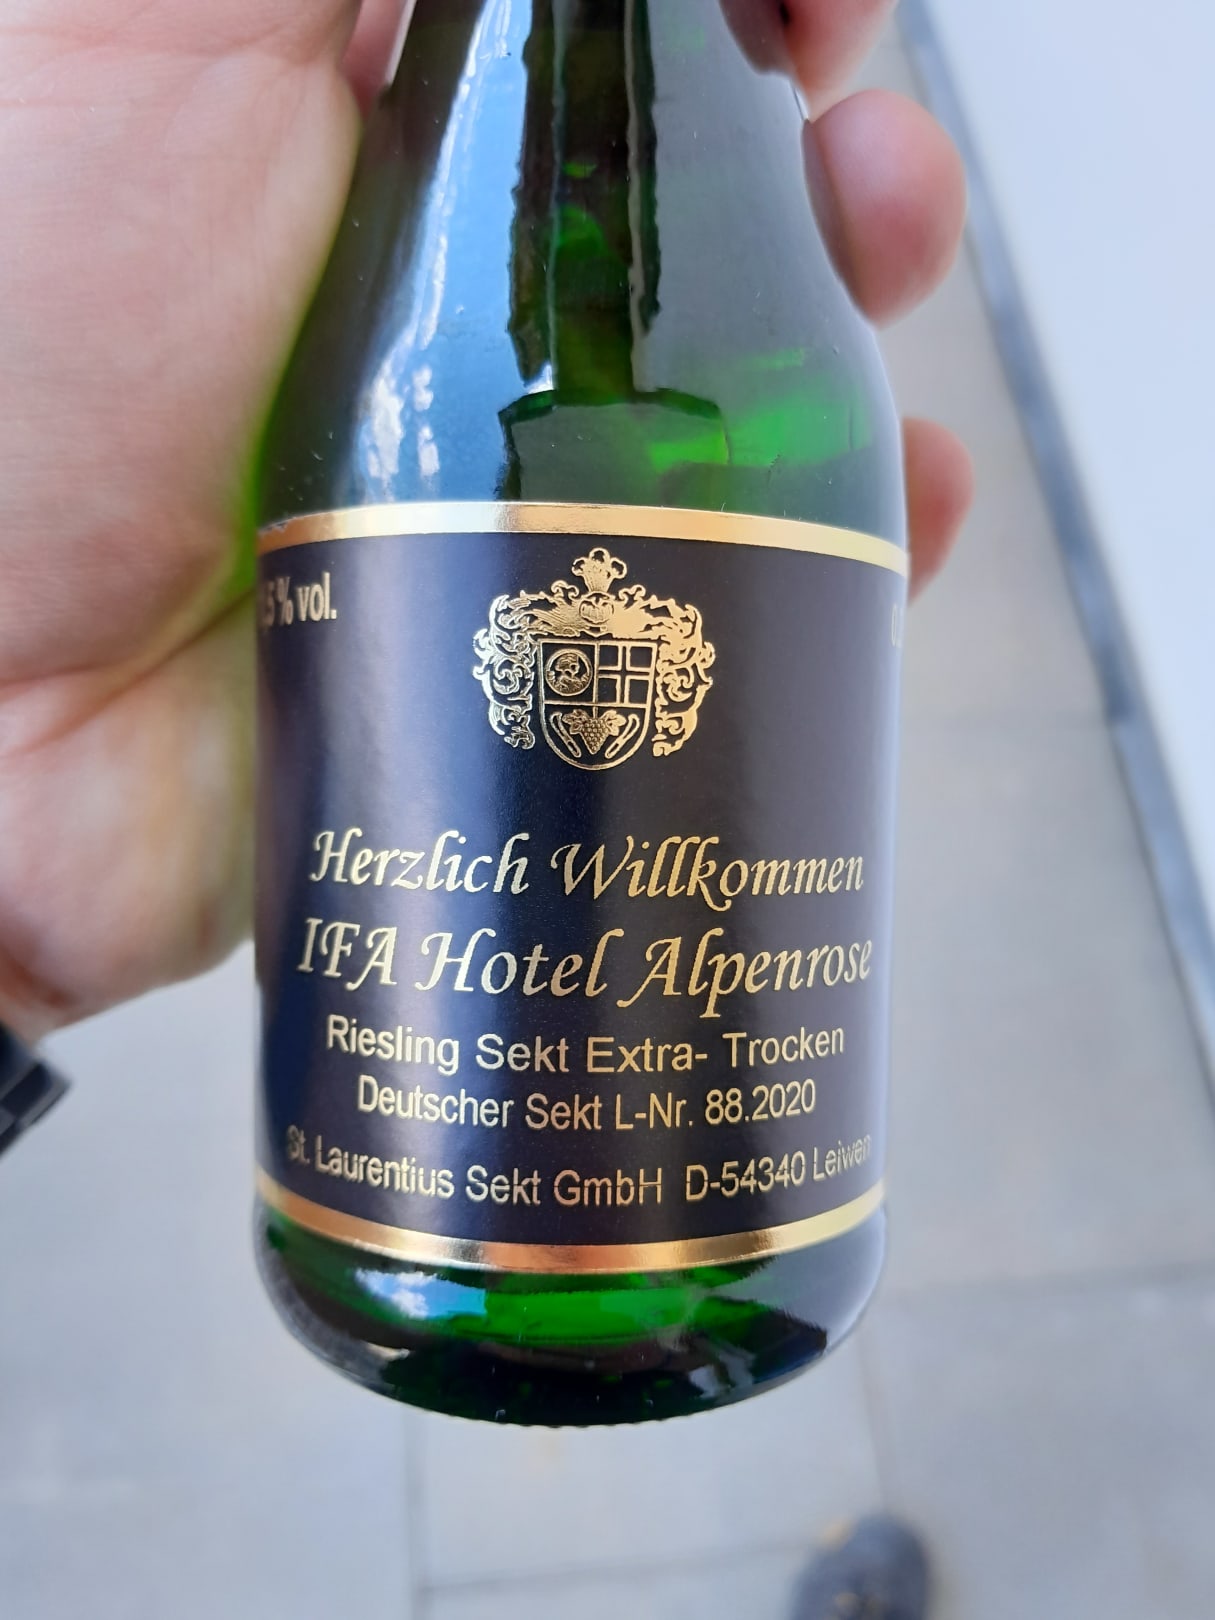 % vol.
Herzlich Willkommen
IFA Hotel Alpenrose
Riesling Sekt Extra- Trocken
Deutscher Sekt L-Nr. 88.2020
St. Laurentius Sekt GmbH D-54340 Leiwen